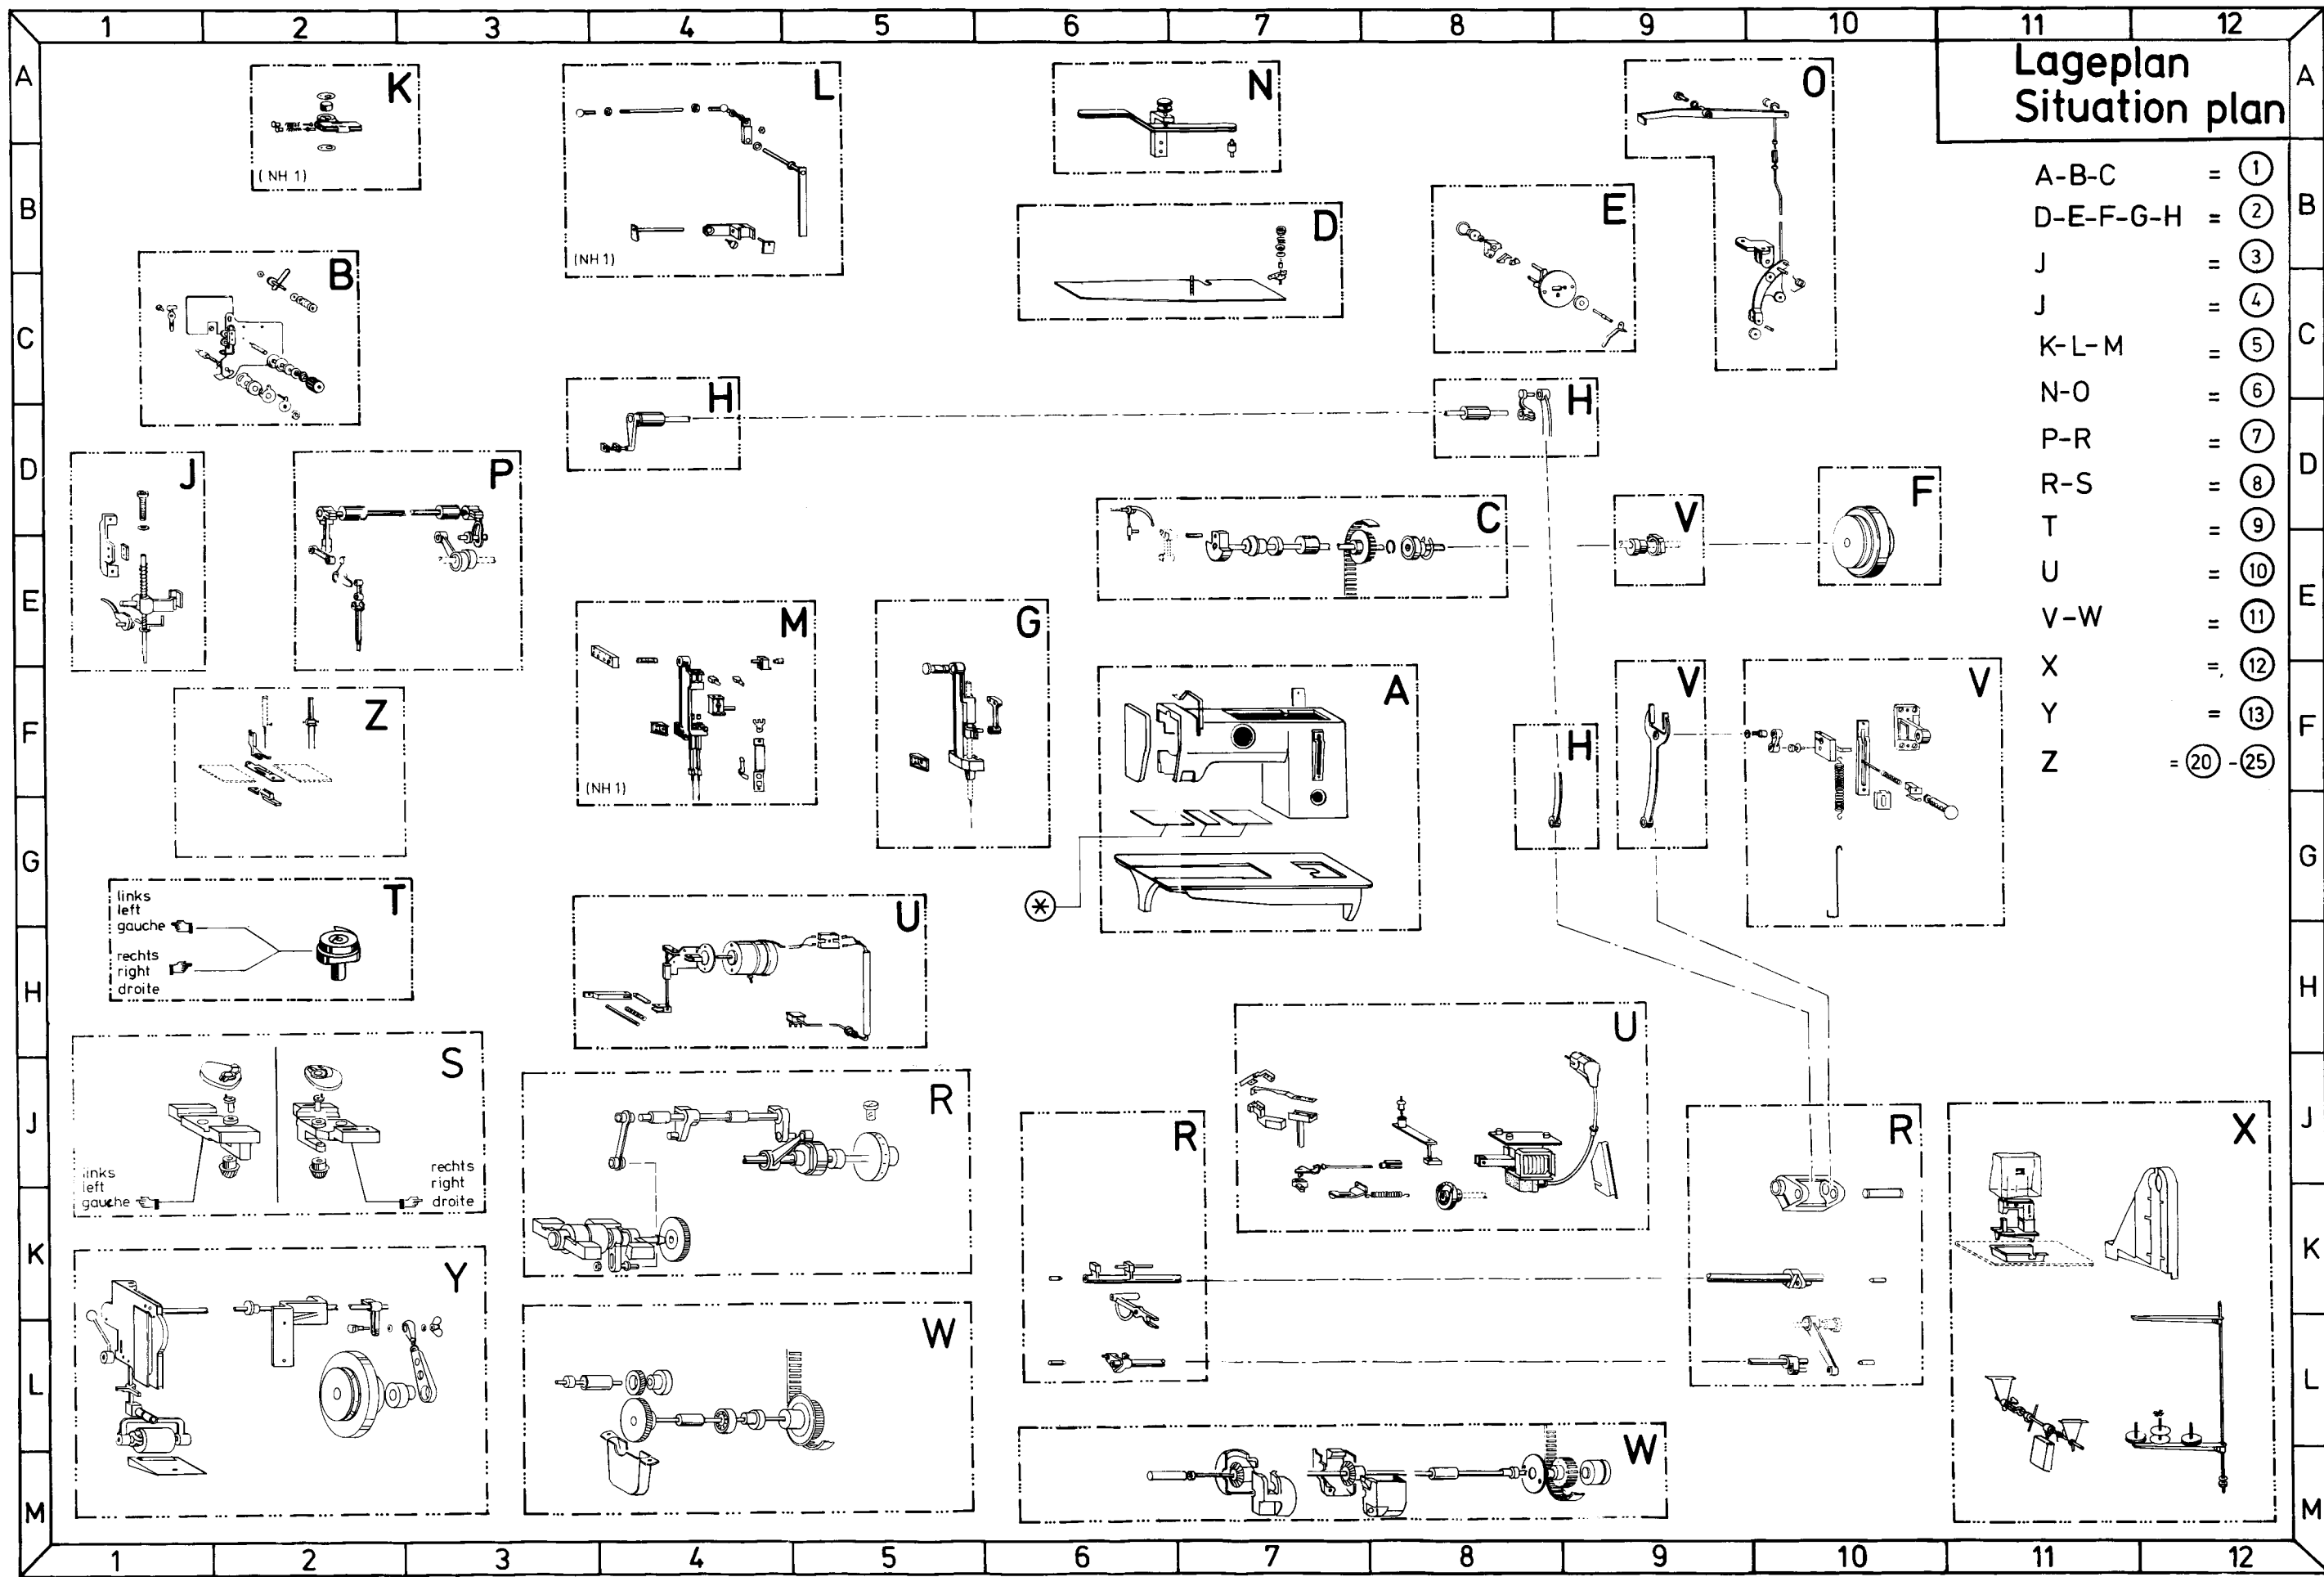 1 2 3 4 5 6 7 8 9 10 11 12
A A
B B
C C
D D
E E
F F
G G
H H
J J
K K
L L
M M
Lageplan
Situation plan
A-B-C = 1
D-E-F-G-H = 2
J = 3
J = 4
K-L-M = 5
N-O = 6
P-R = 7
R-S = 8
T = 9
U = 10
V-W = 11
X =, 12
Y = 13
Z = 20 - 25
K
(NH 1)
L
(NH 1)
N
O
B
D
E
H
H
J
P
C
V
F
M
(NH 1)
G
A
*
H
V
V
Z
T
links
left
gauche
rechts
right
droite
U
U
S
links
left
gauche
rechts
right
droite
R
R
R
X
Y
W
W
1 2 3 4 5 6 7 8 9 10 11 12